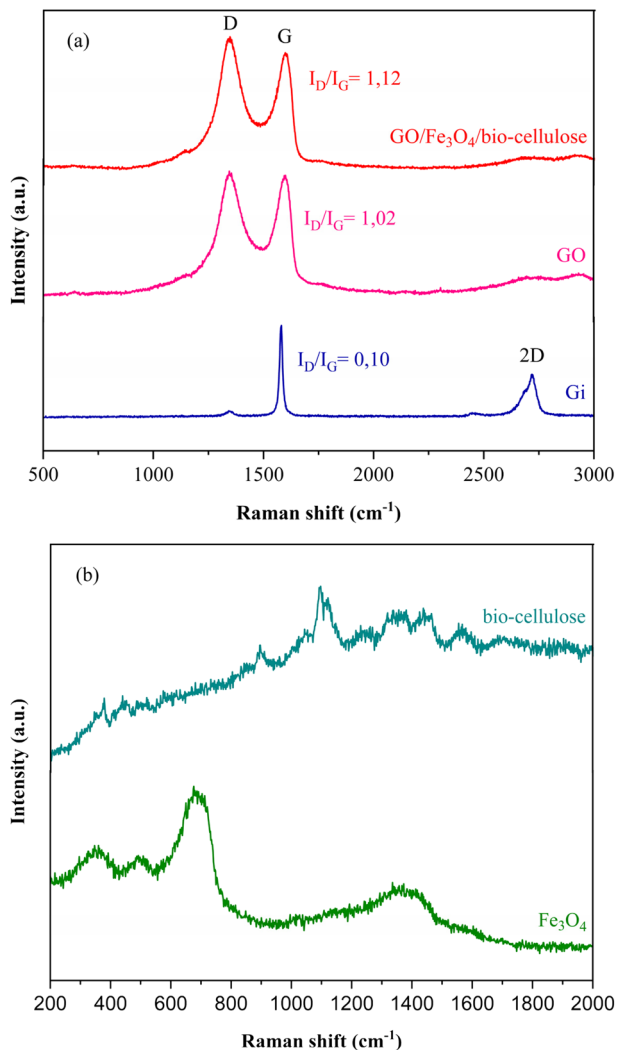 (a)
D
G
I_D/I_G= 1,12
GO/Fe₃O₄/bio-cellulose
I_D/I_G= 1,02
GO
I_D/I_G= 0,10
2D
Gi
Intensity (a.u.)
500 1000 1500 2000 2500 3000
Raman shift (cm⁻¹)
(b)
bio-cellulose
Fe₃O₄
Intensity (a.u.)
200 400 600 800 1000 1200 1400 1600 1800 2000
Raman shift (cm⁻¹)